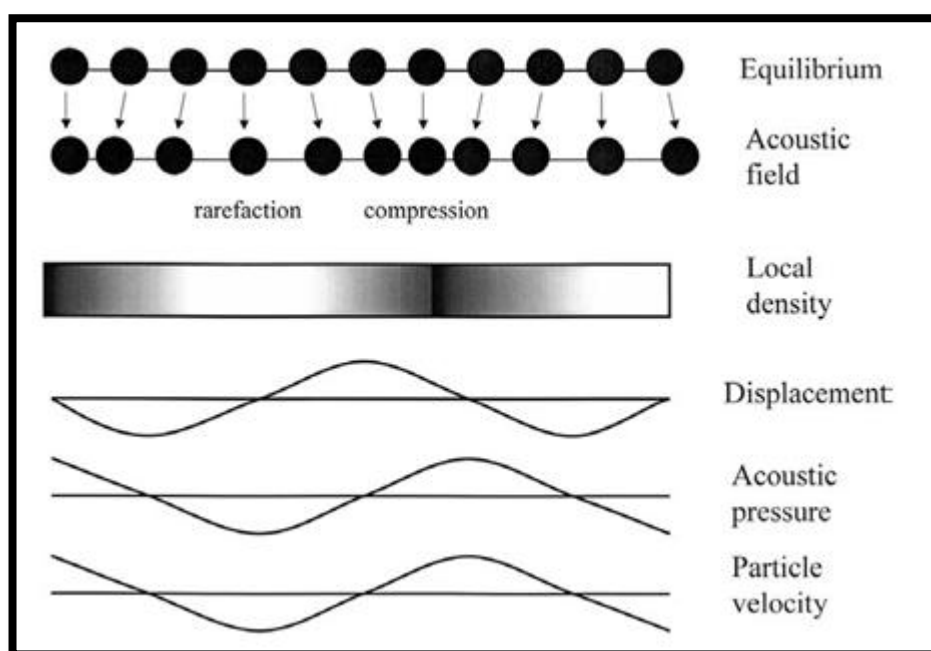 Equilibrium
Acoustic
field
rarefaction compression
Local
density
Displacement
Acoustic
pressure
Particle
velocity